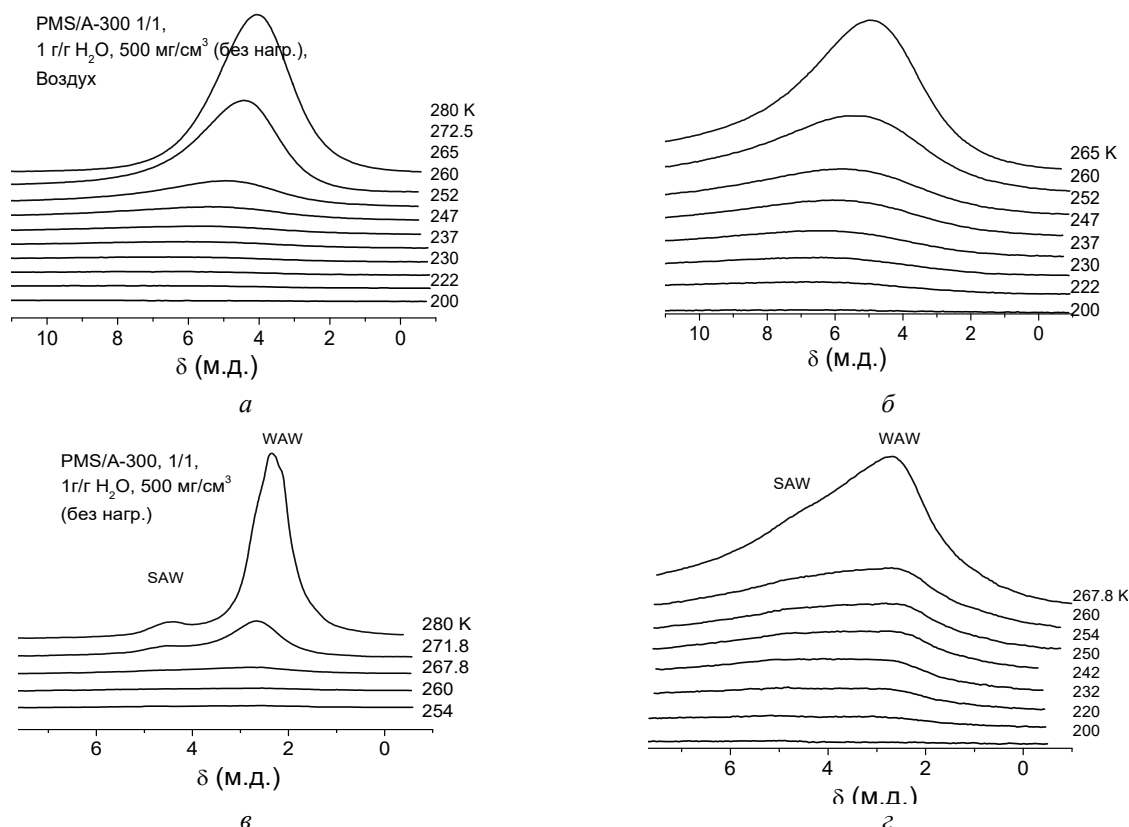 PMS/A-300 1/1,
1 г/г H₂O, 500 мг/см³ (без нагр.),
Воздух
280 K
272.5
265
260
252
247
237
230
222
200
10 8 6 4 2 0
δ (м.д.)
а
265 K
260
252
247
237
230
222
200
10 8 6 4 2 0
δ (м.д.)
б
WAW
PMS/A-300, 1/1,
1г/г H₂O, 500 мг/см³
(без нагр.)
SAW
280 K
271.8
267.8
260
254
6 4 2 0
δ (м.д.)
в
WAW
SAW
267.8 K
260
254
250
242
232
220
200
6 4 2 0
δ (м.д.)
г